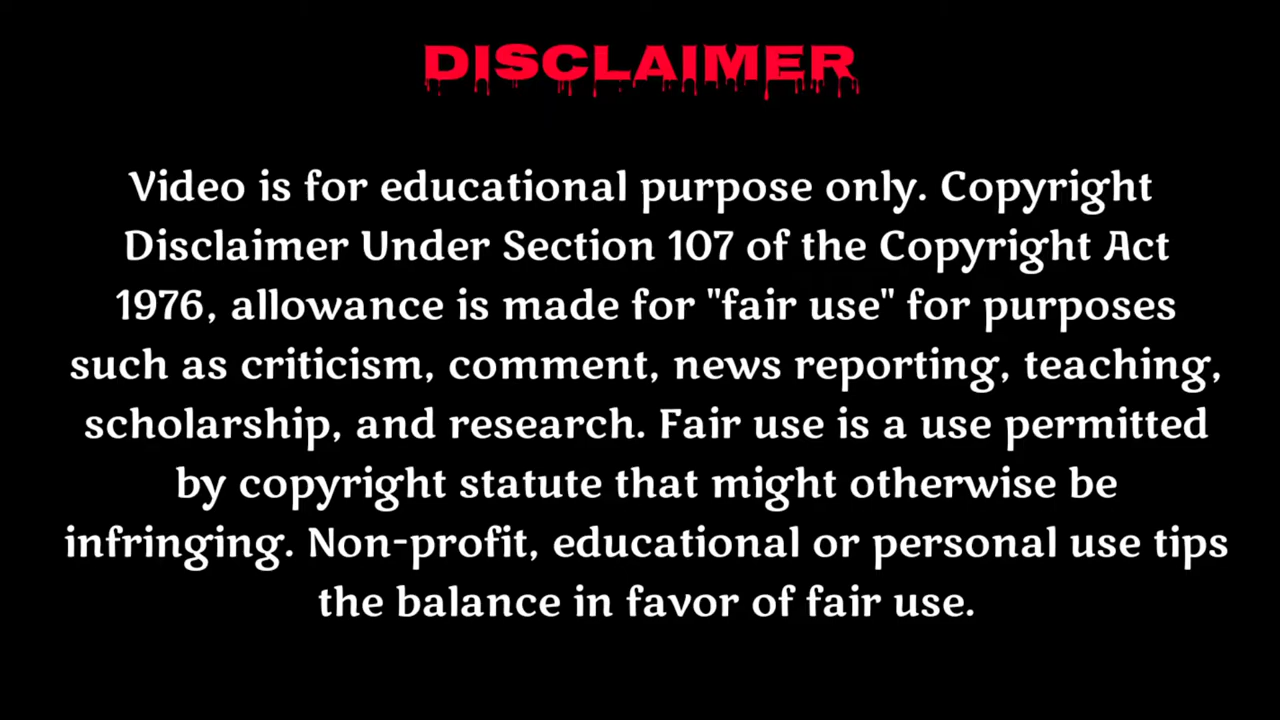 DISCLAIMER
Video is for educational purpose only. Copyright
Disclaimer Under Section 107 of the Copyright Act
1976, allowance is made for "fair use" for purposes
such as criticism, comment, news reporting, teaching,
scholarship, and research. Fair use is a use permitted
by copyright statute that might otherwise be
infringing. Non-profit, educational or personal use tips
the balance in favor of fair use.